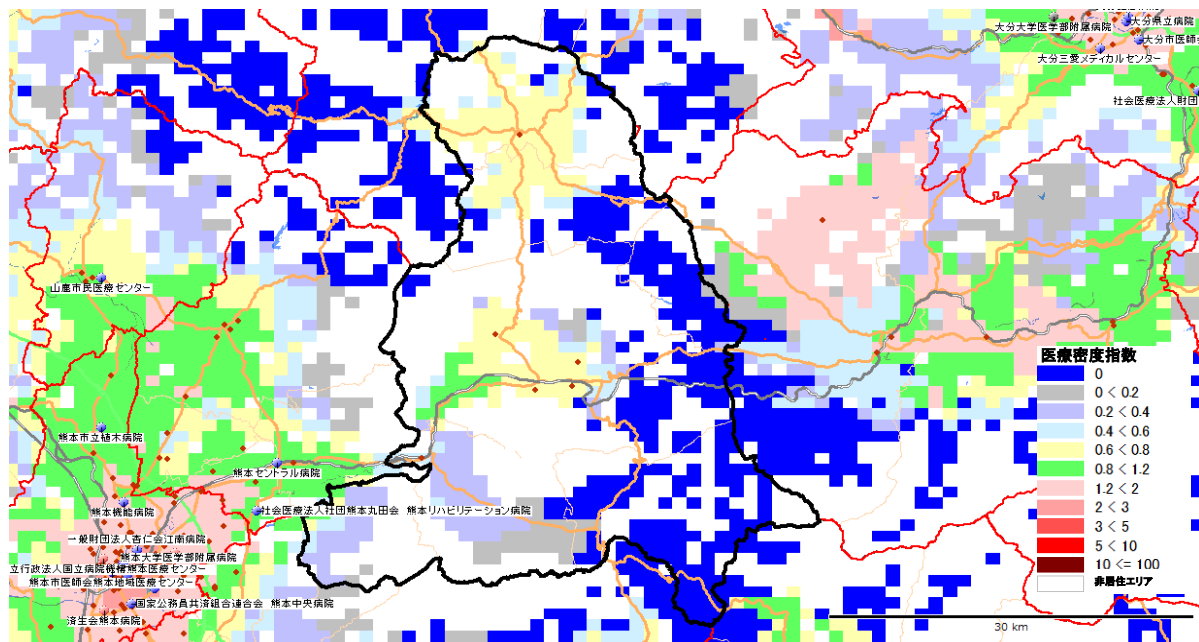 大分県立病院
大分大学医学部附属病院
大分市医師会
大分三愛メディカルセンター
社会医療法人財団
山鹿市民医療センター
熊本市立植木病院
熊本セントラル病院
熊本機能病院
社会医療法人社団熊本丸田会 熊本リハビリテーション病院
一般財団法人杏仁会江南病院
熊本大学医学部附属病院
立行政法人国立病院機構熊本医療センター
熊本市医師会熊本地域医療センター
国家公務員共済組合連合会 熊本中央病院
済生会熊本病院
医療密度指数
0
0 < 0.2
0.2 < 0.4
0.4 < 0.6
0.6 < 0.8
0.8 < 1.2
1.2 < 2
2 < 3
3 < 5
5 < 10
10 <= 100
非居住エリア
30 km